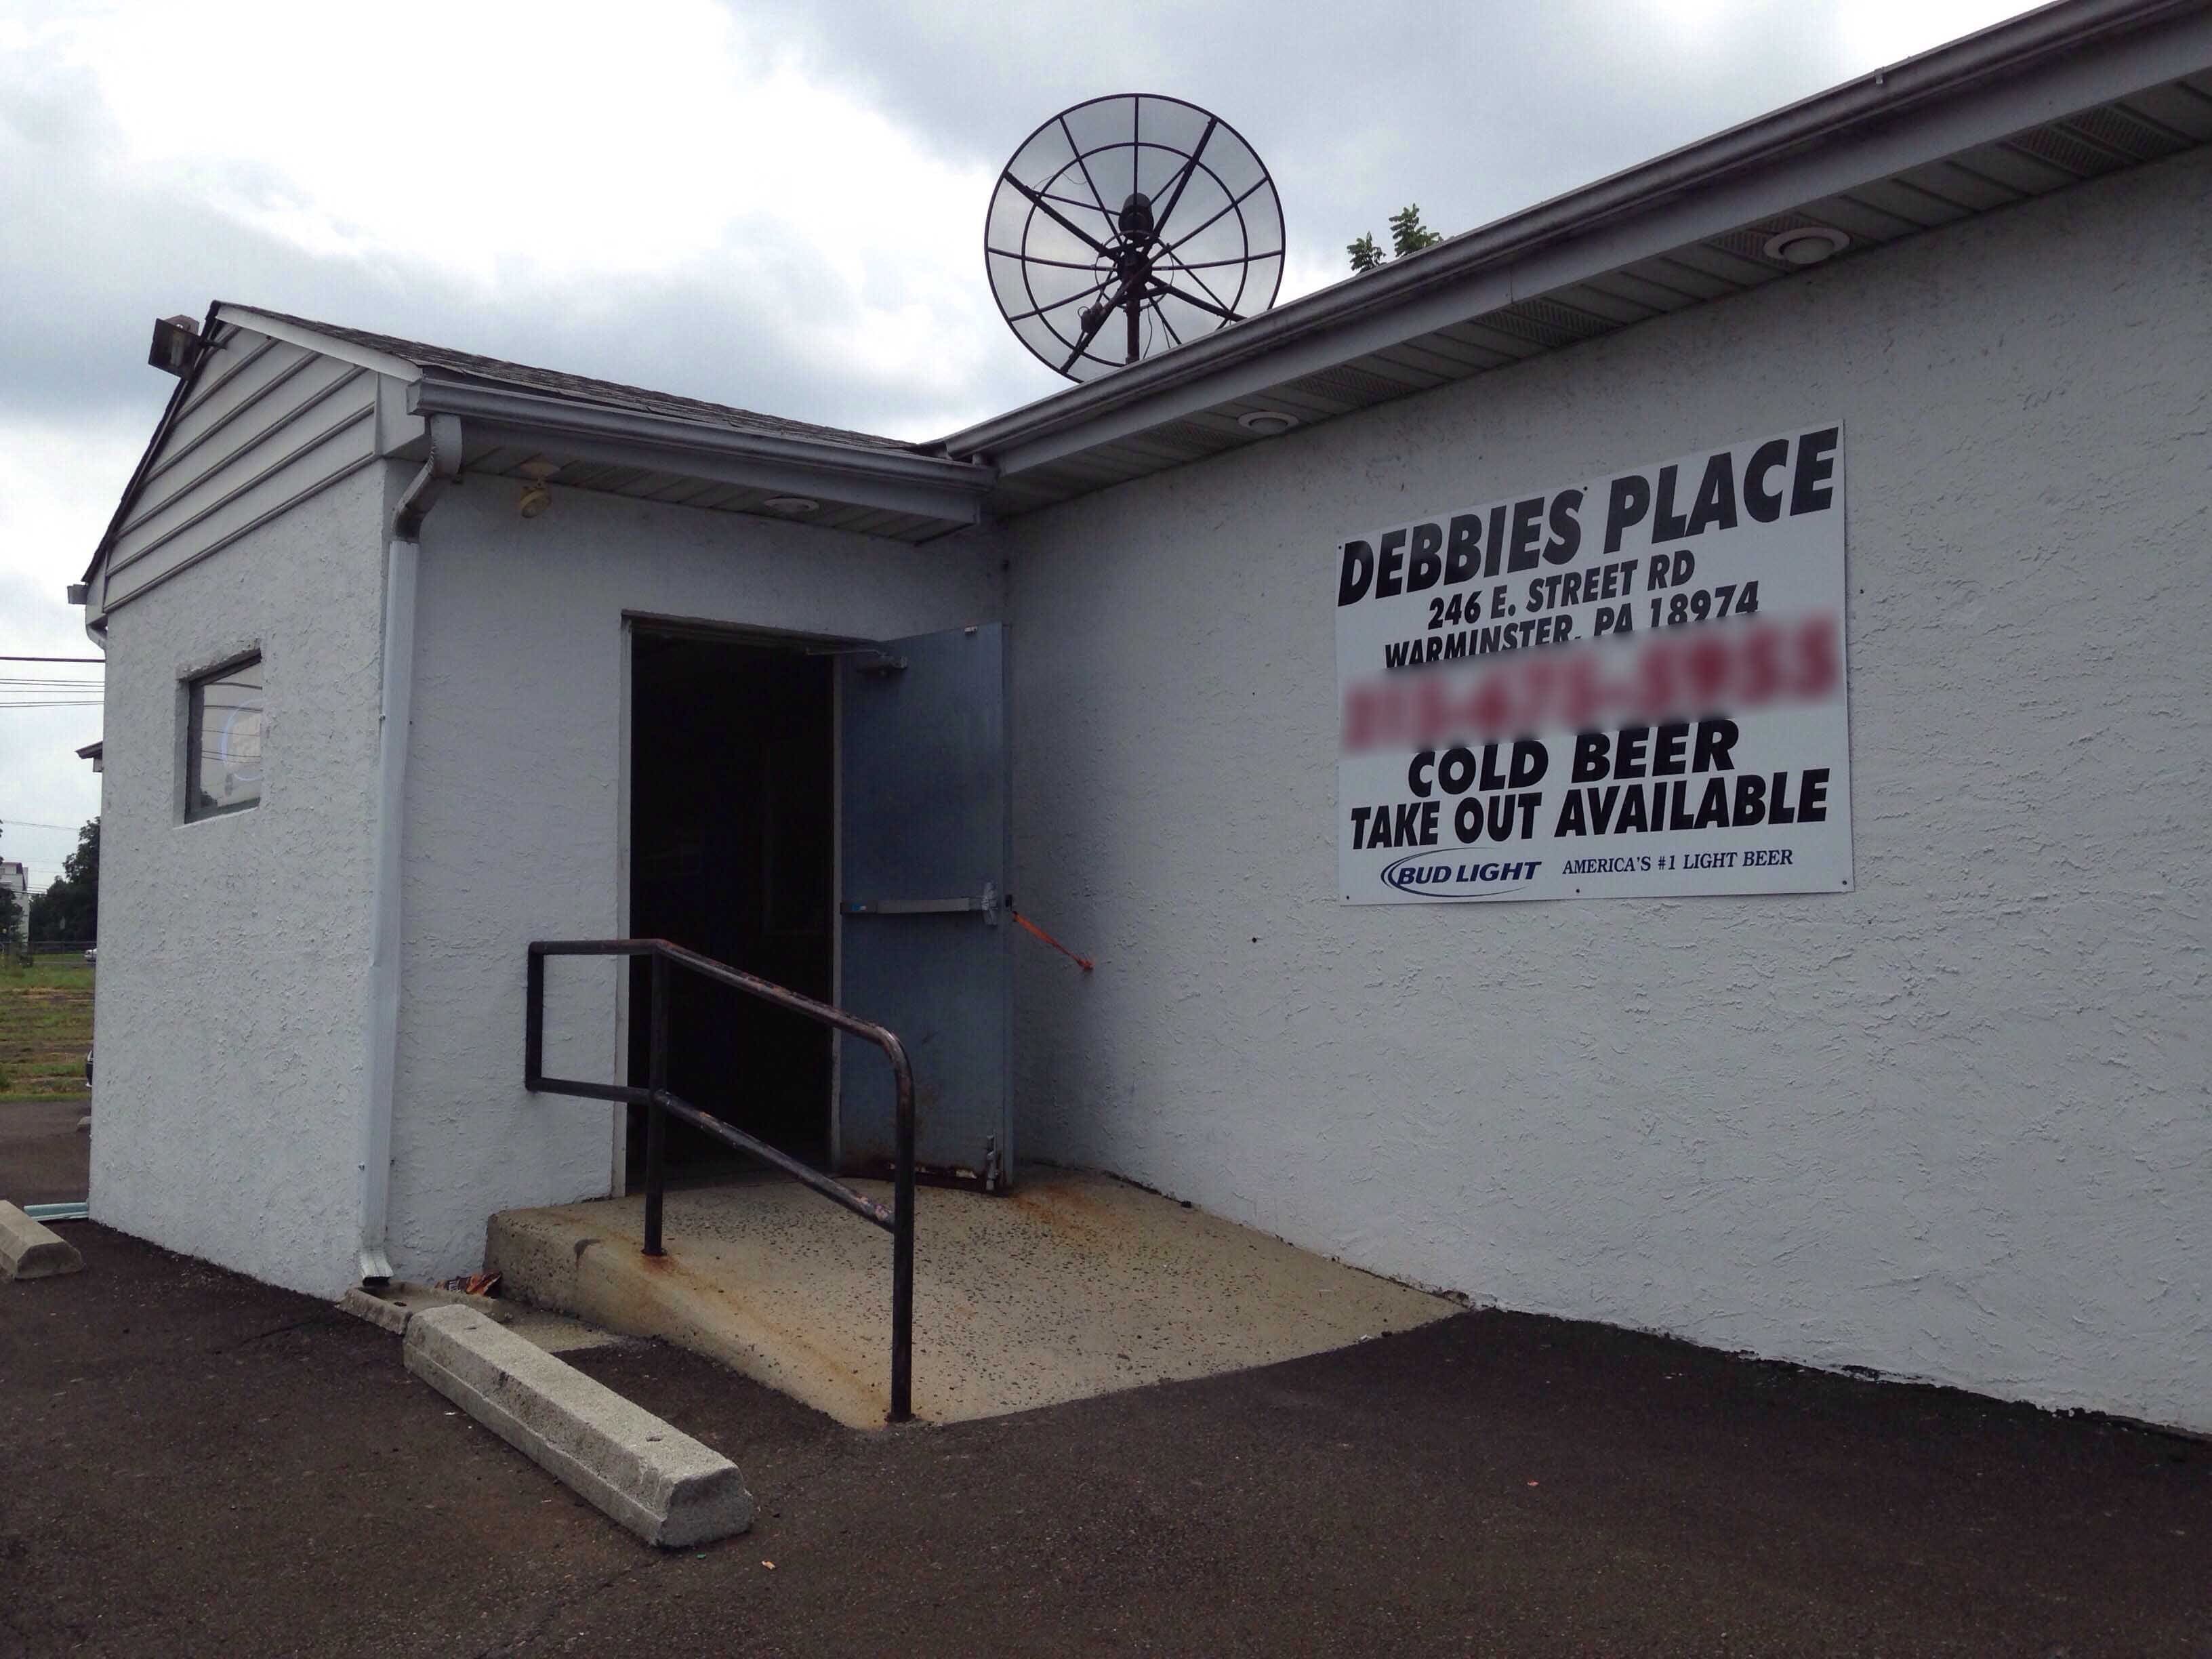 DEBBIES PLACE
246 E. STREET RD
WARMINSTER, PA 18974
COLD BEER
TAKE OUT AVAILABLE
BUD LIGHT AMERICA'S #1 LIGHT BEER